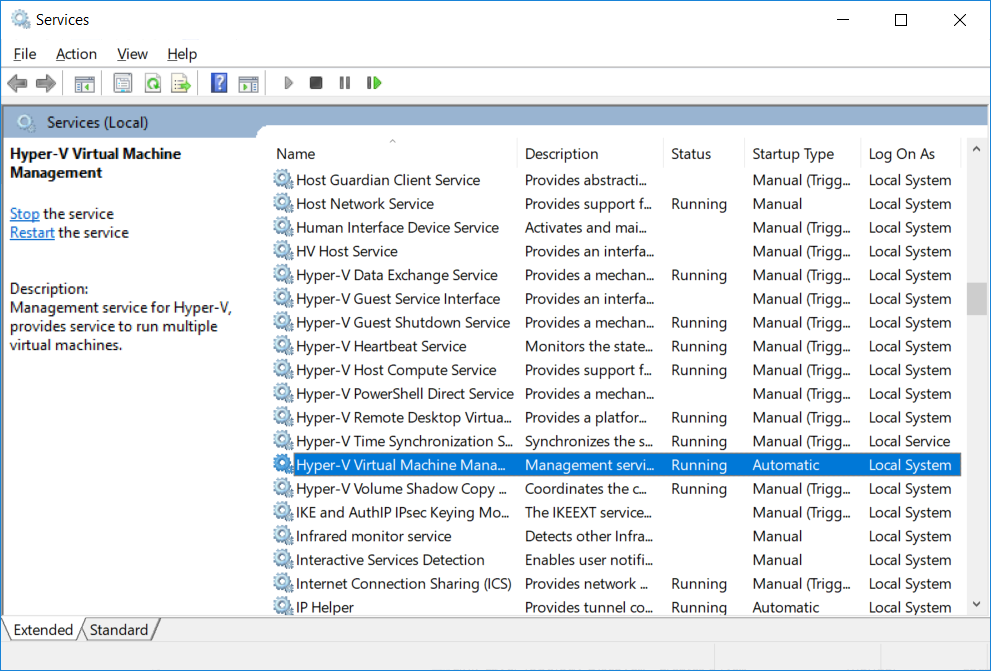 Services
File Action View Help
Services (Local)
Hyper-V Virtual Machine
Management
Stop the service
Restart the service
Description:
Management service for Hyper-V,
provides service to run multiple
virtual machines.
Name Description Status Startup Type Log On As
Host Guardian Client Service Provides abstracti... Manual (Trigg... Local System
Host Network Service Provides support f... Running Manual Local System
Human Interface Device Service Activates and mai... Manual (Trigg... Local System
HV Host Service Provides an interfa... Manual (Trigg... Local System
Hyper-V Data Exchange Service Provides a mechan... Running Manual (Trigg... Local System
Hyper-V Guest Service Interface Provides an interfa... Manual (Trigg... Local System
Hyper-V Guest Shutdown Service Provides a mechan... Running Manual (Trigg... Local System
Hyper-V Heartbeat Service Monitors the state... Running Manual (Trigg... Local System
Hyper-V Host Compute Service Provides support f... Running Manual (Trigg... Local System
Hyper-V PowerShell Direct Service Provides a mechan... Manual (Trigg... Local System
Hyper-V Remote Desktop Virtua... Provides a platfor... Running Manual (Trigg... Local System
Hyper-V Time Synchronization S... Synchronizes the s... Running Manual (Trigg... Local Service
Hyper-V Virtual Machine Mana... Management servi... Running Automatic Local System
Hyper-V Volume Shadow Copy ... Coordinates the c... Running Manual (Trigg... Local System
IKE and AuthIP IPsec Keying Mo... The IKEEXT service... Manual (Trigg... Local System
Infrared monitor service Detects other Infra... Manual Local System
Interactive Services Detection Enables user notifi... Manual Local System
Internet Connection Sharing (ICS) Provides network ... Running Manual (Trigg... Local System
IP Helper Provides tunnel co... Running Automatic Local System
Extended Standard